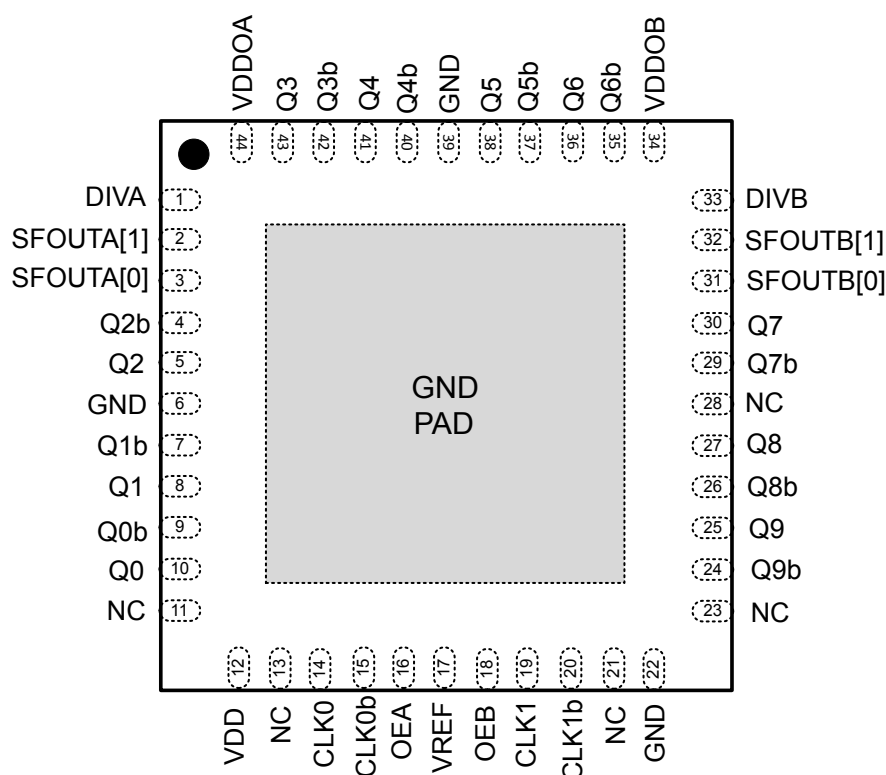 VDDOA
Q3
Q3b
Q4
Q4b
GND
Q5
Q5b
Q6
Q6b
VDDOB
44
43
42
41
40
39
38
37
36
35
34
DIVA
1
33
DIVB
SFOUTA[1]
2
32
SFOUTB[1]
SFOUTA[0]
3
31
SFOUTB[0]
Q2b
4
30
Q7
Q2
5
29
Q7b
GND
6
28
NC
Q1b
7
27
Q8
Q1
8
26
Q8b
Q0b
9
25
Q9
Q0
10
24
Q9b
NC
11
23
NC
GND
PAD
12
13
14
15
16
17
18
19
20
21
22
VDD
NC
CLK0
CLK0b
OEA
VREF
OEB
CLK1
CLK1b
NC
GND